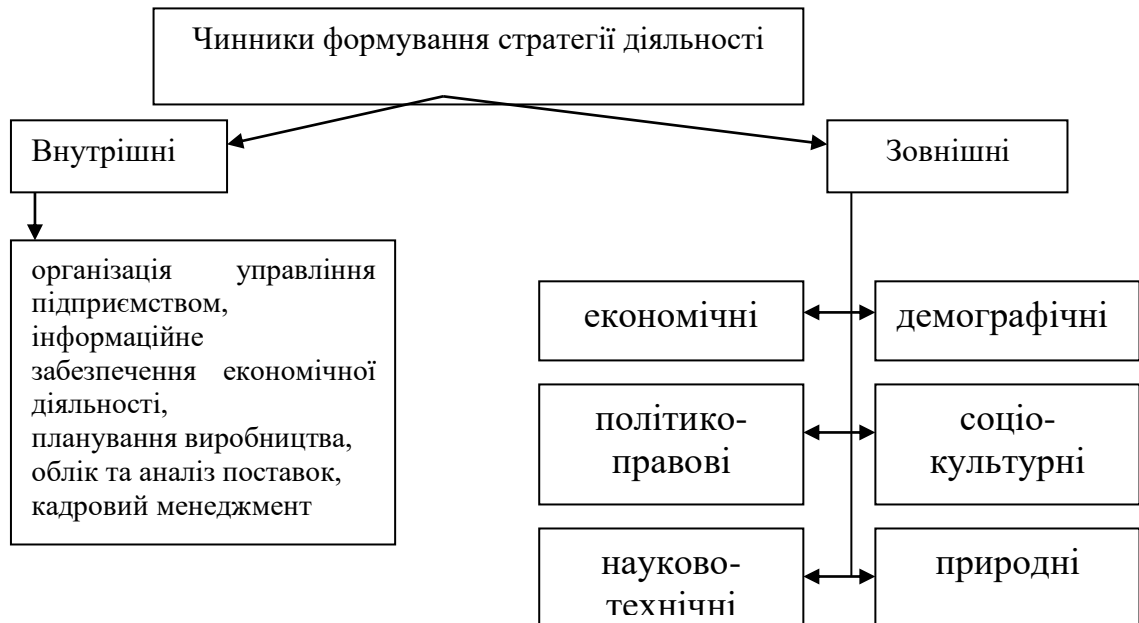 Чинники формування стратегії діяльності
Внутрішні
Зовнішні
організація управління
підприємством,
інформаційне
забезпечення економічної
діяльності,
планування виробництва,
облік та аналіз поставок,
кадровий менеджмент
економічні
демографічні
політико-
правові
соціо-
культурні
науково-
технічні
природні